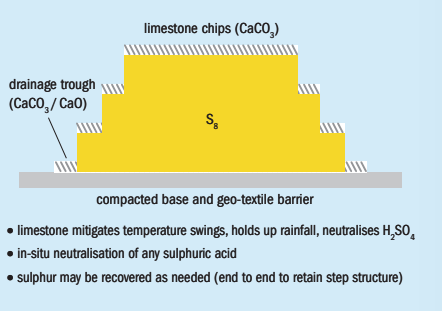 limestone chips (CaCO₃)
drainage trough
(CaCO₃/ CaO)
S₈
compacted base and geo-textile barrier
• limestone mitigates temperature swings, holds up rainfall, neutralises H₂SO₄
• in-situ neutralisation of any sulphuric acid
• sulphur may be recovered as needed (end to end to retain step structure)